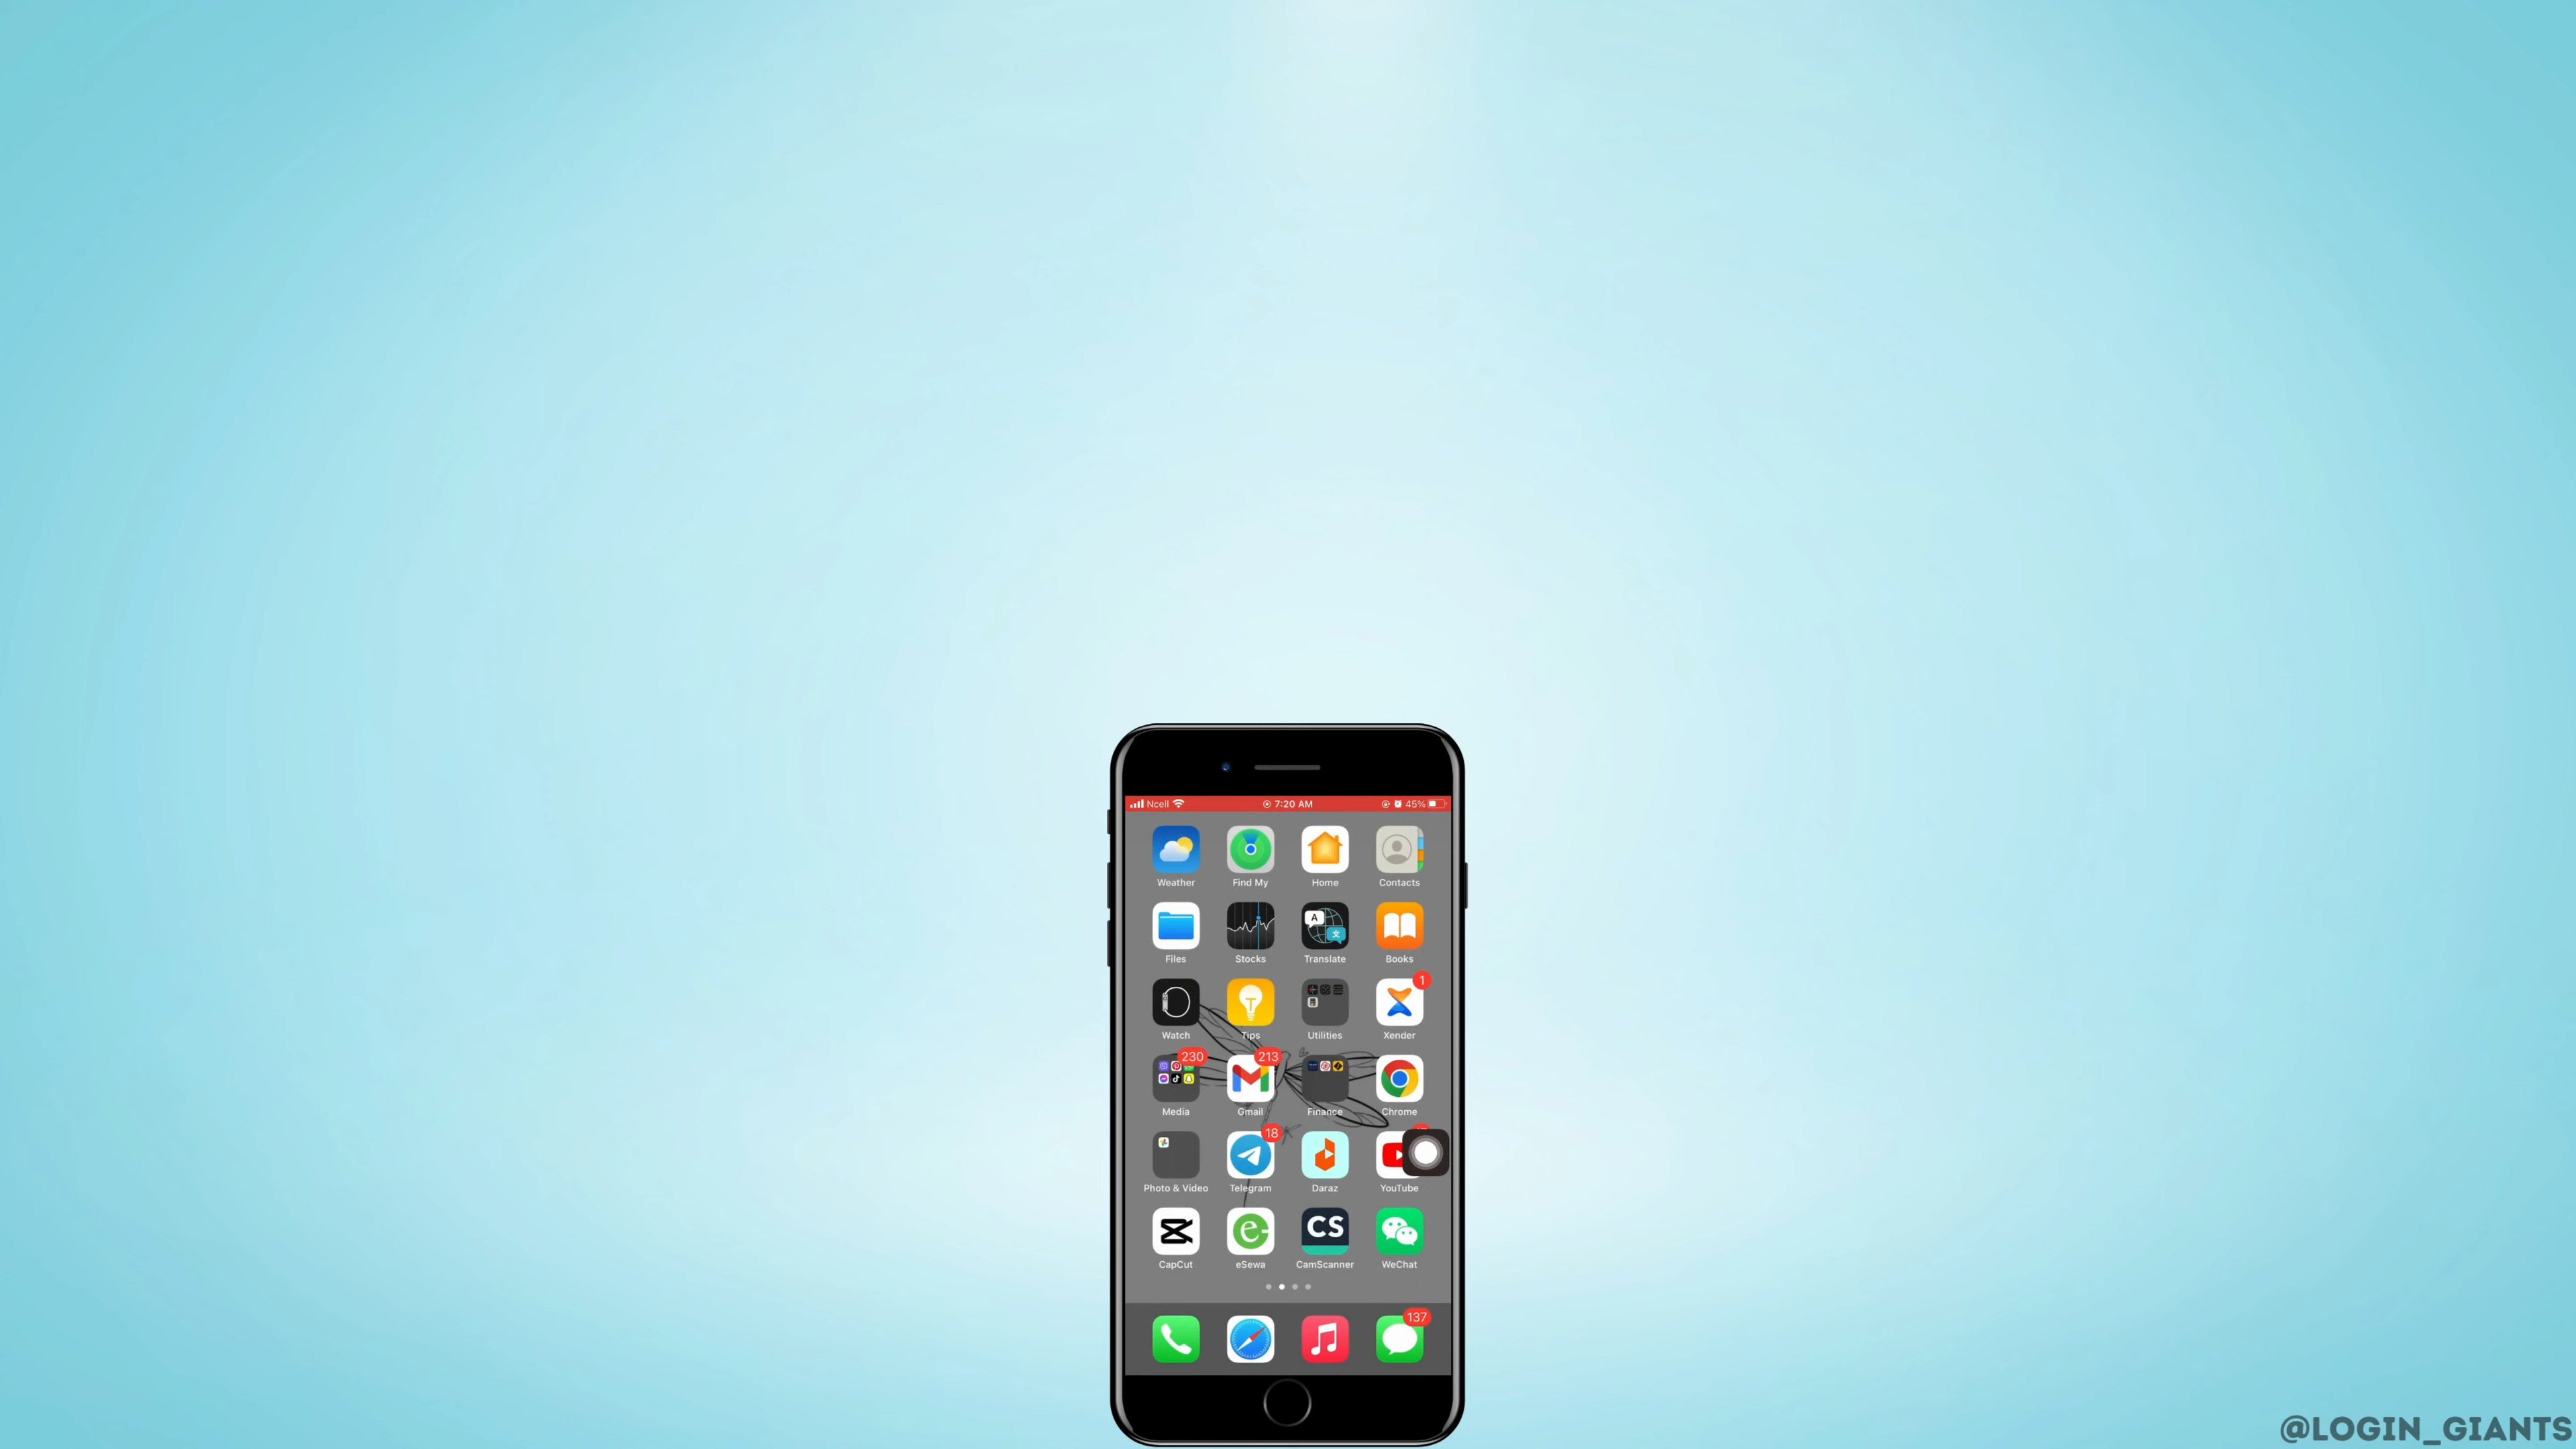 Ncell 7:20 AM 45%
Weather Find My Home Contacts
A 文
Files Stocks Translate Books
1
Watch Tips Utilities Xender
230 213
Media Gmail Finance Chrome
18
Photo & Video Telegram Daraz YouTube
e CS
CapCut eSewa CamScanner WeChat
137
@LOGIN_GIANTS